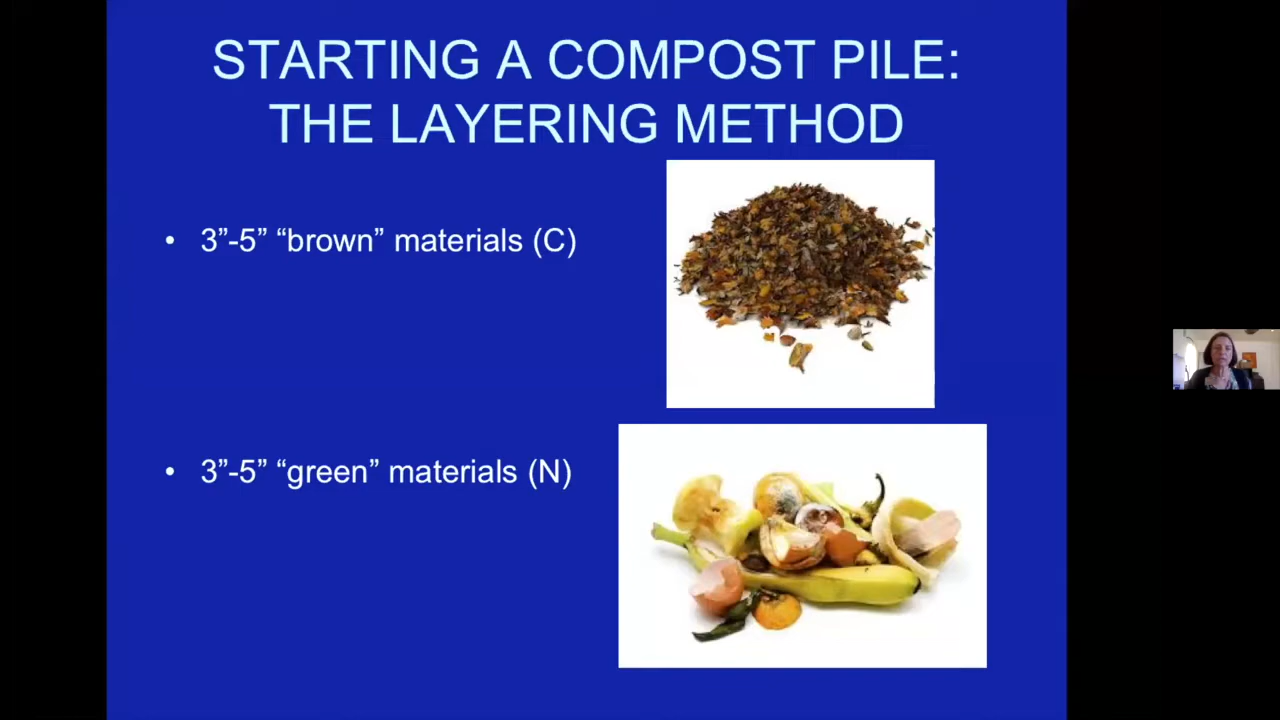 STARTING A COMPOST PILE:
THE LAYERING METHOD
• 3”-5” “brown” materials (C)
• 3”-5” “green” materials (N)